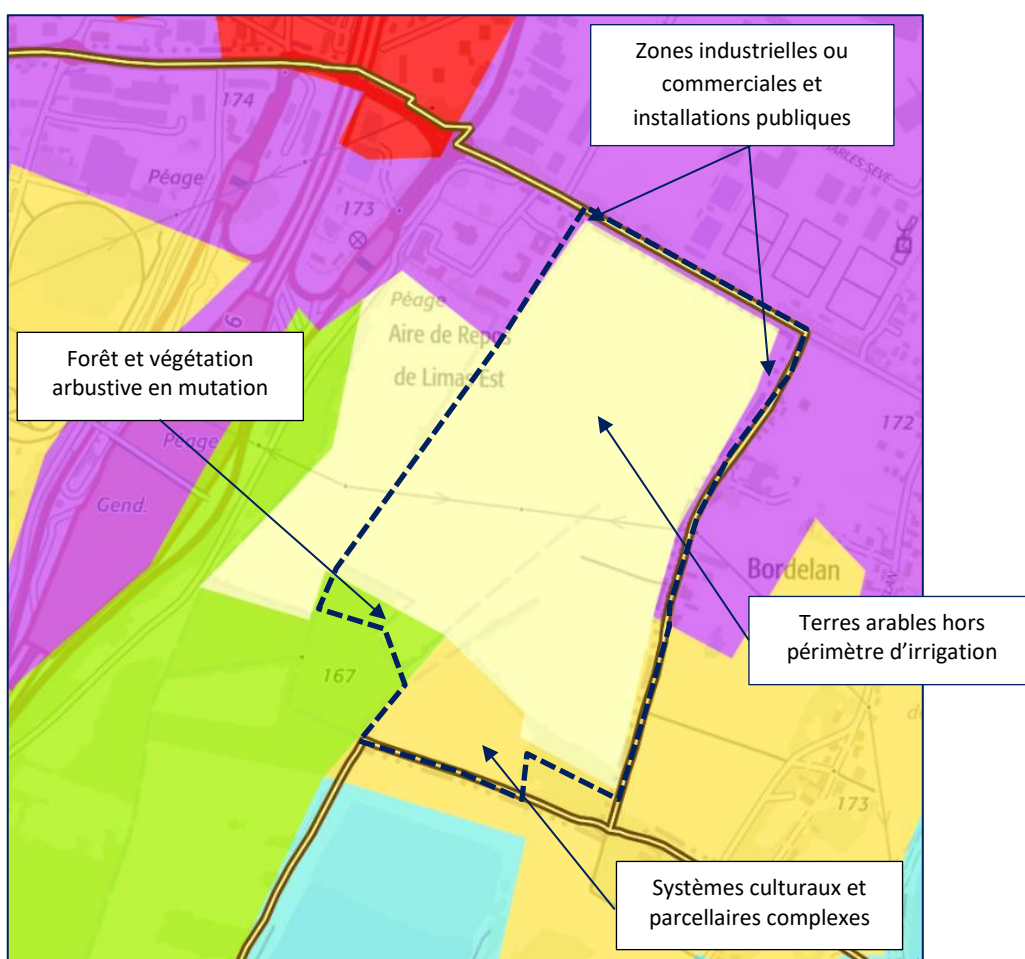 Zones industrielles ou
commerciales et
installations publiques
174
Péage
173
Péage
Aire de Repos
de Limas Est
Forêt et végétation
arbustive en mutation
172
6
Péage
Gend.
Bordelan
Terres arables hors
périmètre d’irrigation
167
173
Systèmes culturaux et
parcellaires complexes